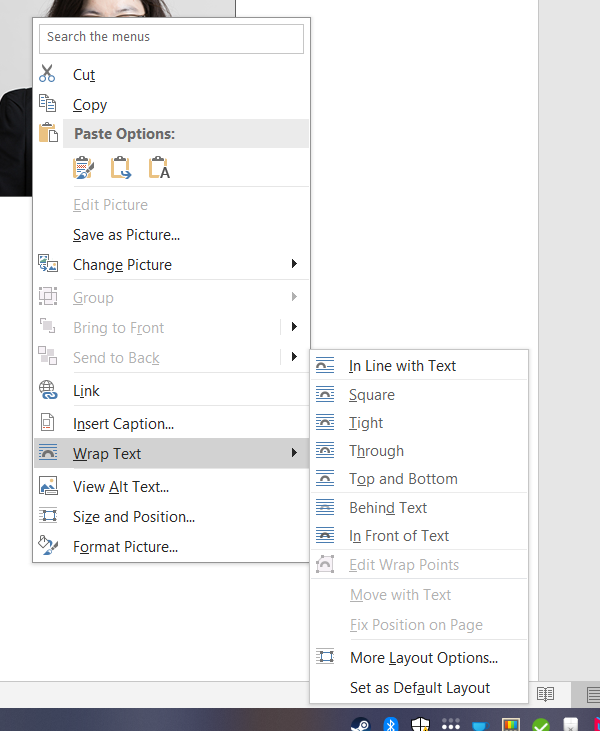 Search the menus
Cut
Copy
Paste Options:
A
Edit Picture
Save as Picture...
Change Picture
Group
Bring to Front
Send to Back
Link
Insert Caption...
Wrap Text
View Alt Text...
Size and Position...
Format Picture...
In Line with Text
Square
Tight
Through
Top and Bottom
Behind Text
In Front of Text
Edit Wrap Points
Move with Text
Fix Position on Page
More Layout Options...
Set as Default Layout